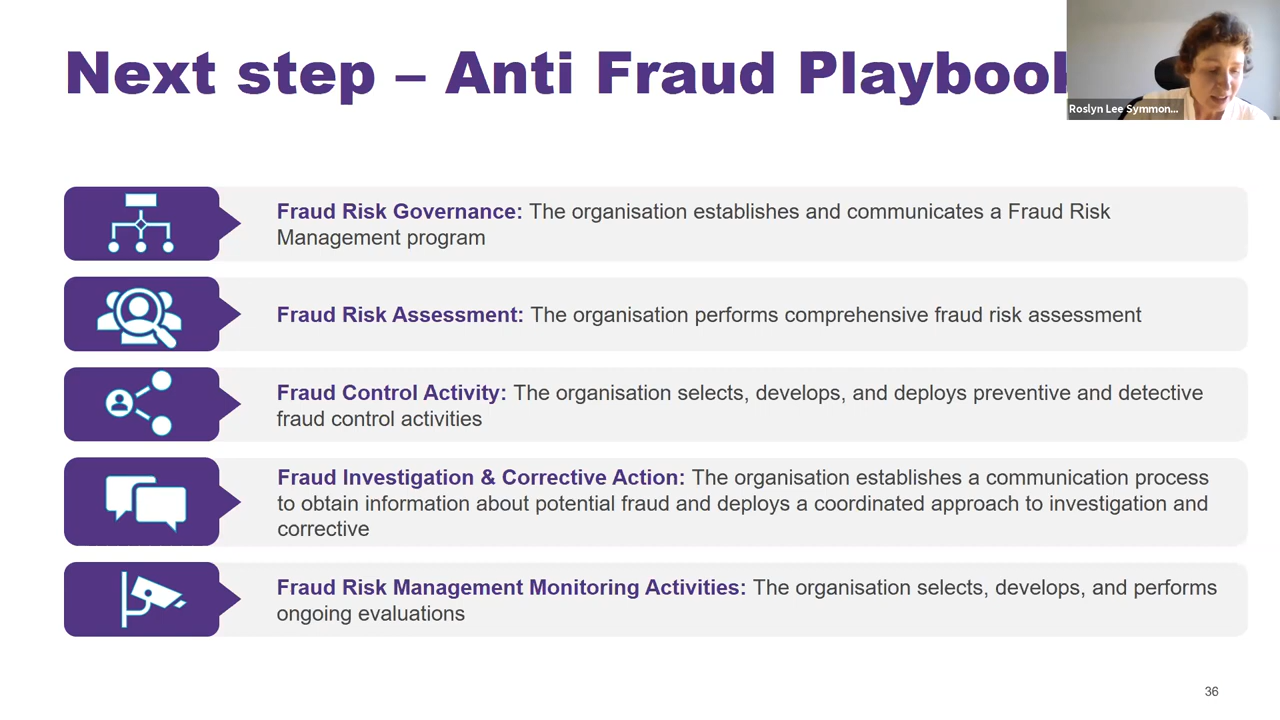 Next step – Anti Fraud Playbook
Roslyn Lee Symmon...
Fraud Risk Governance: The organisation establishes and communicates a Fraud Risk
Management program
Fraud Risk Assessment: The organisation performs comprehensive fraud risk assessment
Fraud Control Activity: The organisation selects, develops, and deploys preventive and detective
fraud control activities
Fraud Investigation & Corrective Action: The organisation establishes a communication process
to obtain information about potential fraud and deploys a coordinated approach to investigation and
corrective
Fraud Risk Management Monitoring Activities: The organisation selects, develops, and performs
ongoing evaluations
36